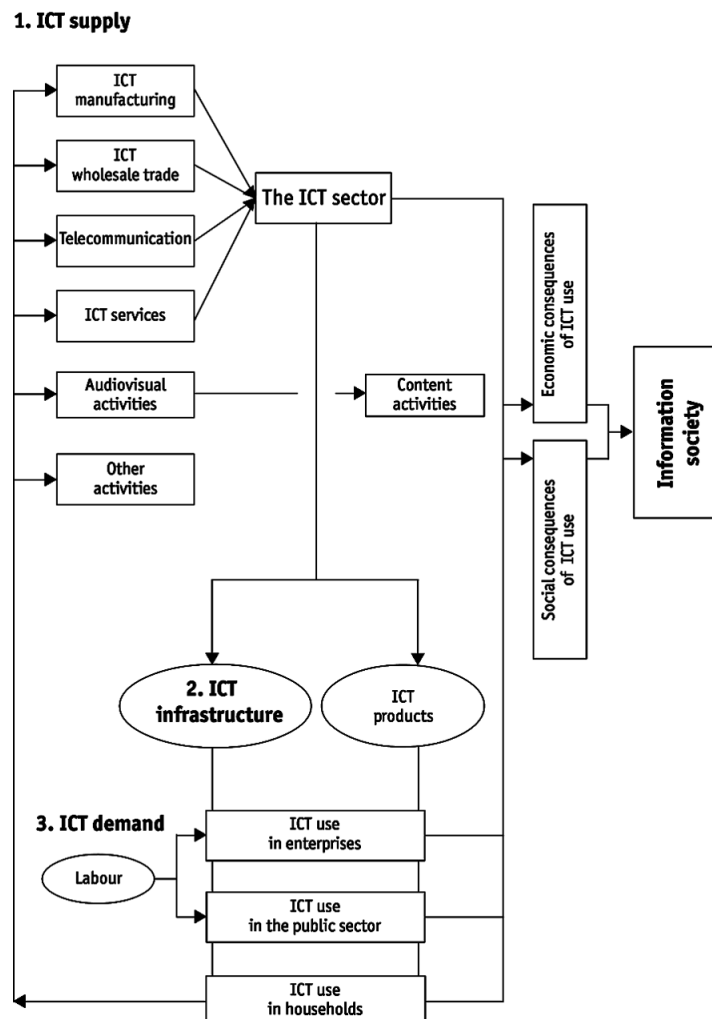 1. ICT supply
ICT
manufacturing
ICT
wholesale trade
The ICT sector
Telecommunication
ICT services
Audiovisual
activities
Content
activities
Other
activities
Economic consequences
of ICT use
Social consequences
of ICT use
Information
society
2. ICT
infrastructure
ICT
products
3. ICT demand
Labour
ICT use
in enterprises
ICT use
in the public sector
ICT use
in households